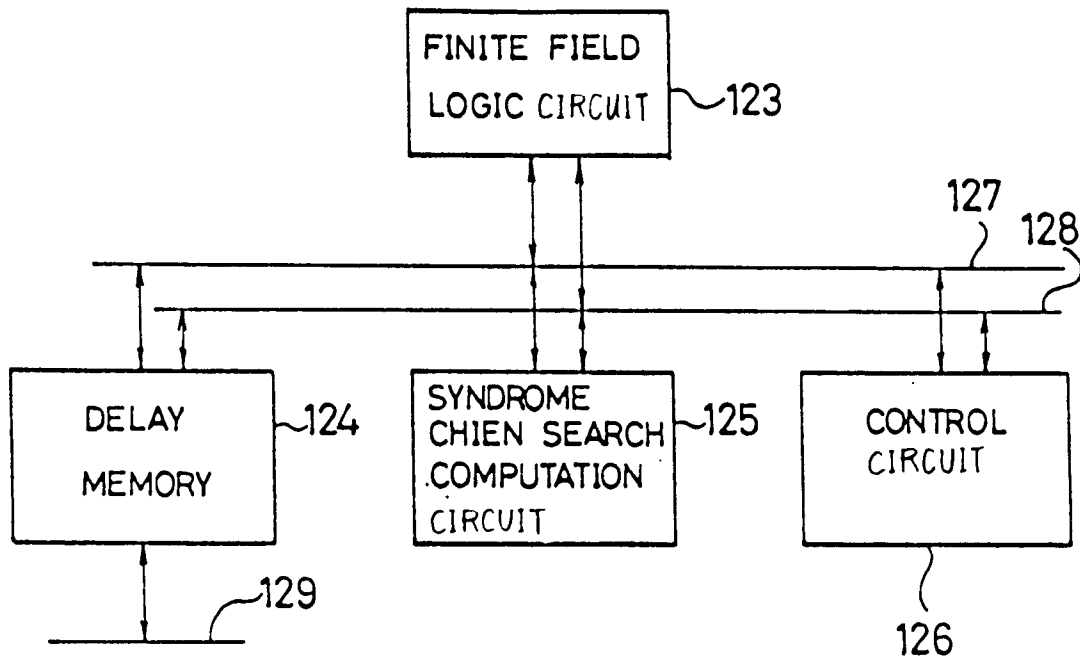 FINITE FIELD
LOGIC CIRCUIT
123
127
128
DELAY
MEMORY
124
SYNDROME
CHIEN SEARCH
COMPUTATION
CIRCUIT
125
CONTROL
CIRCUIT
129
126